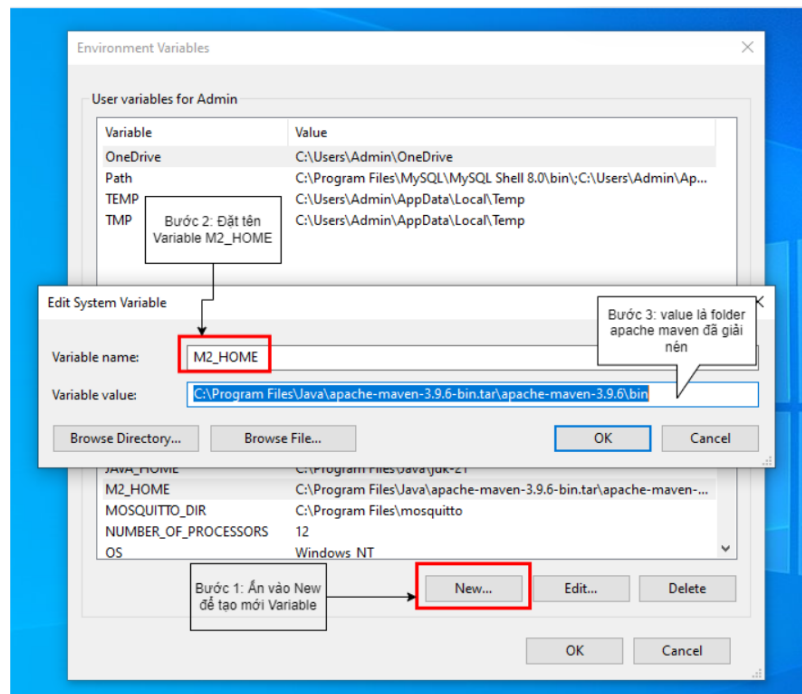 Environment Variables
User variables for Admin
Variable Value
OneDrive C:\Users\Admin\OneDrive
Path C:\Program Files\MySQL\MySQL Shell 8.0\bin\;C:\Users\Admin\Ap...
TEMP C:\Users\Admin\AppData\Local\Temp
TMP C:\Users\Admin\AppData\Local\Temp
Bước 2: Đặt tên
Variable M2_HOME
Edit System Variable
Bước 3: value là folder
apache maven đã giải
nén
Variable name: M2_HOME
Variable value: C:\Program Files\Java\apache-maven-3.9.6-bin.tar\apache-maven-3.9.6\bin
Browse Directory... Browse File... OK Cancel
JAVA_HOME C:\Program Files\Java\jdk-21
M2_HOME C:\Program Files\Java\apache-maven-3.9.6-bin.tar\apache-maven-...
MOSQUITTO_DIR C:\Program Files\mosquitto
NUMBER_OF_PROCESSORS 12
OS Windows_NT
Bước 1: Ấn vào New
để tạo mới Variable
New... Edit... Delete
OK Cancel